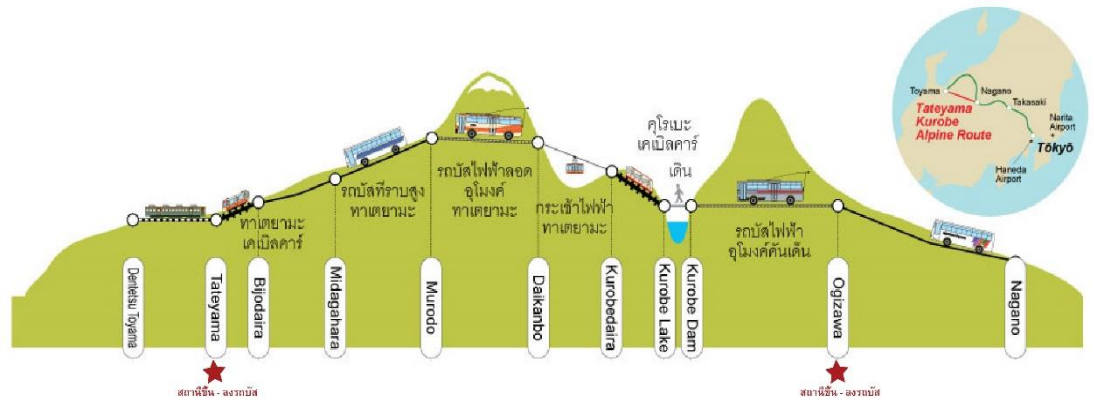 Toyama
Nagano
Takasaki
Tateyama
Kurobe
Alpine Route
Narita
Airport
Tōkyō
Haneda
Airport
คุโรเบะ
เคเบิลคาร์
เดิน
รถบัสไฟฟ้าลอด
อุโมงค์
ทาเตยามะ
รถบัสที่ราบสูง
ทาเตยามะ
กระเช้าไฟฟ้า
ทาเตยามะ
ทาเตยามะ
เคเบิลคาร์
รถบัสไฟฟ้า
อุโมงค์คันเด็น
Dentetsu Toyama
Tateyama
Bijodaira
Midagahara
Murodo
Daikanbo
Kurobedaira
Kurobe Lake
Kurobe Dam
Ogizawa
Nagano
สถานีขึ้น - ลงรถบัส
สถานีขึ้น - ลงรถบัส